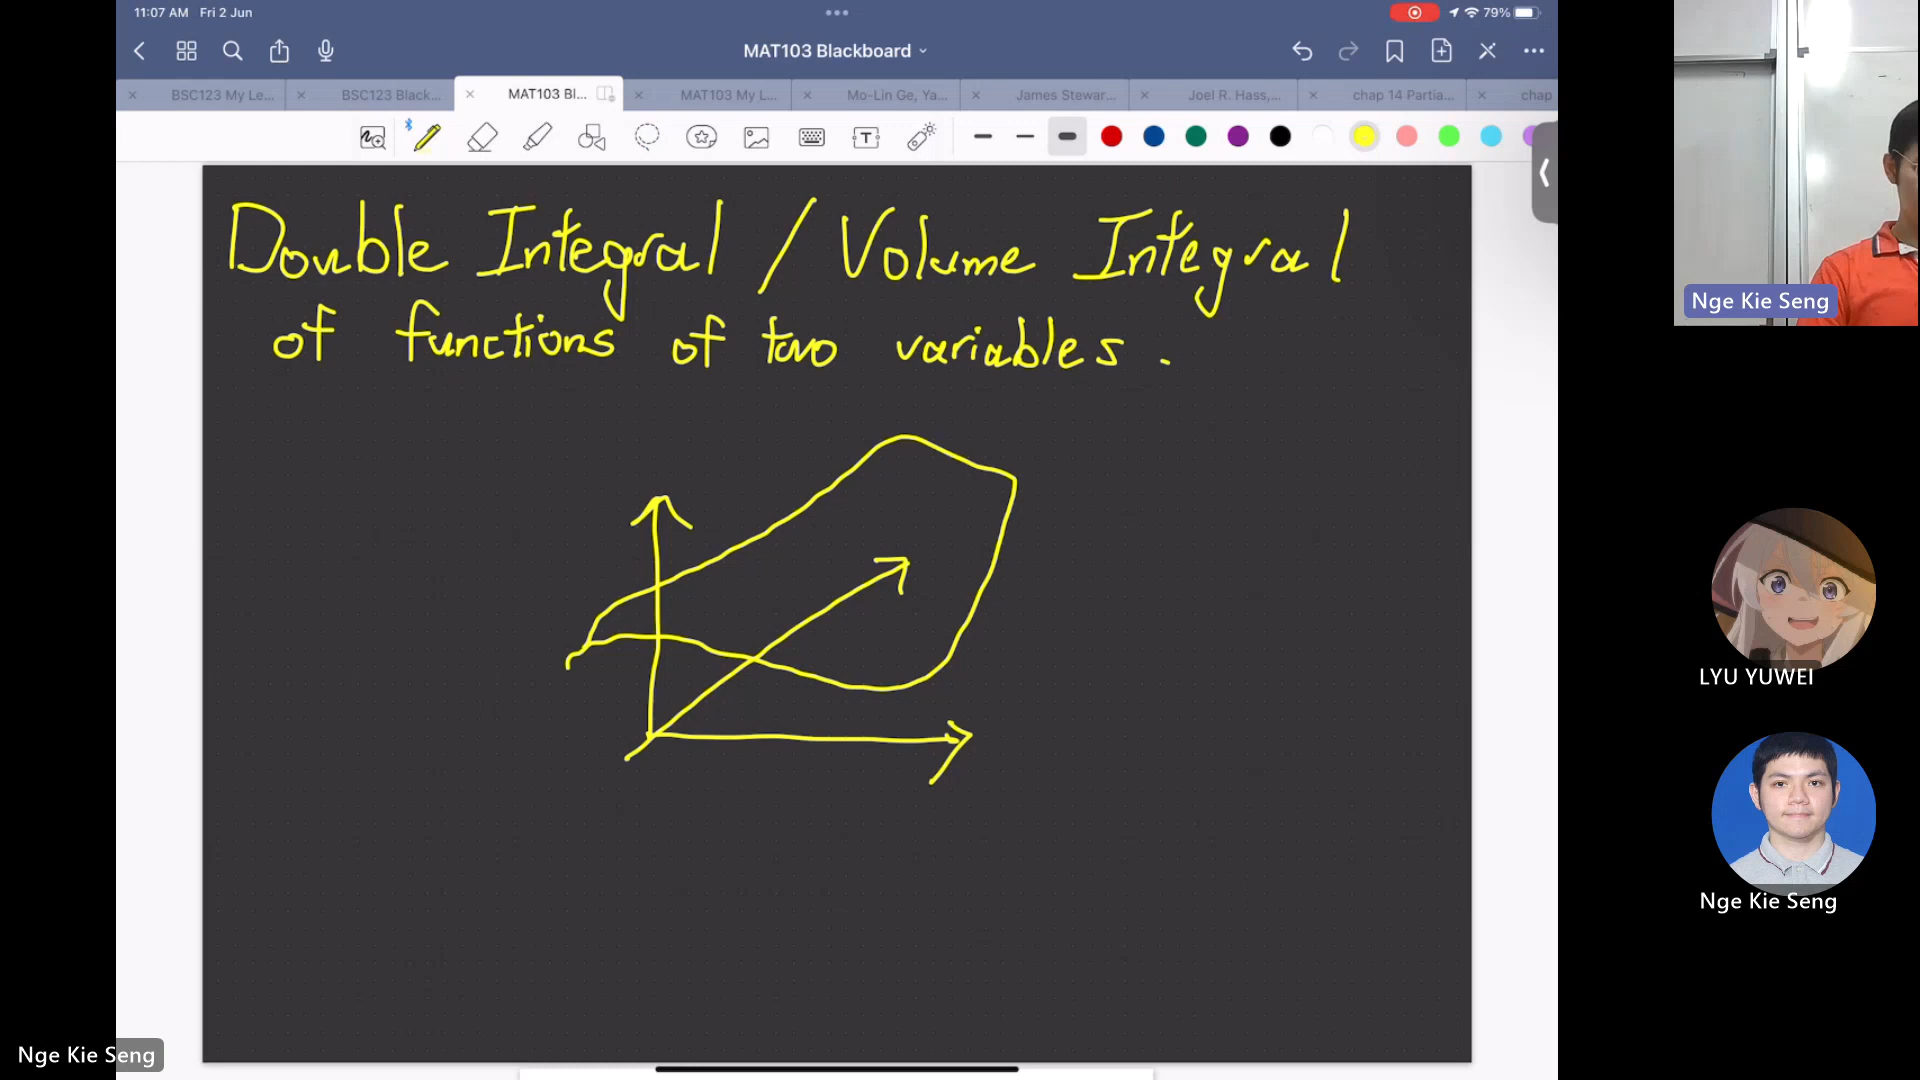 11:07 AM Fri 2 Jun
79%
MAT103 Blackboard
BSC123 My Le...
BSC123 Black...
MAT103 Bl...
MAT103 My L...
Mo-Lin Ge, Ya...
James Stewar...
Joel R. Hass,...
chap 14 Partia...
chap
T
Double Integral / Volume Integral
of functions of two variables.
Nge Kie Seng
LYU YUWEI
Nge Kie Seng
Nge Kie Seng